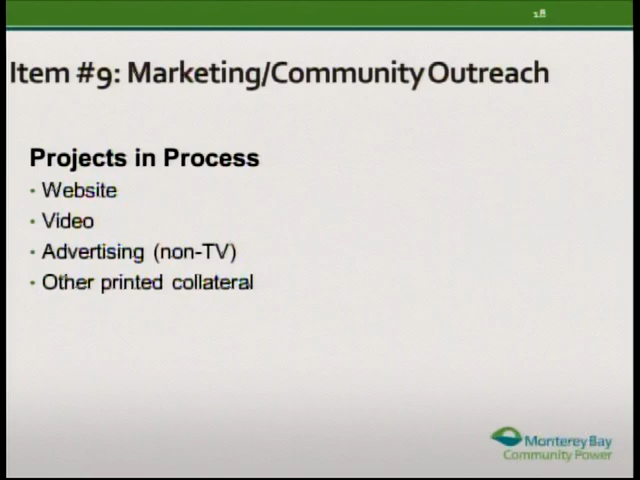 18
Item #9: Marketing/Community Outreach
Projects in Process
• Website
• Video
• Advertising (non-TV)
• Other printed collateral
Monterey Bay
Community Power